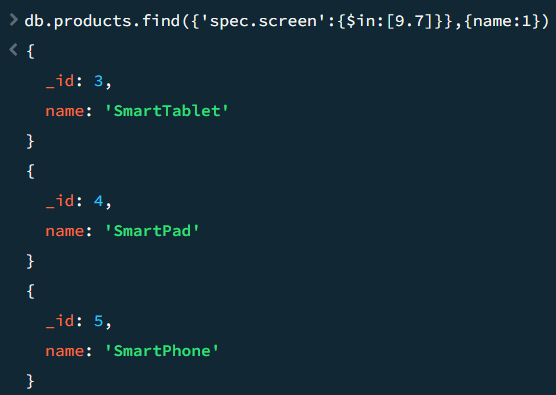 > db.products.find({'spec.screen':{$in:[9.7]}},{name:1})
< {
_id: 3,
name: 'SmartTablet'
}
{
_id: 4,
name: 'SmartPad'
}
{
_id: 5,
name: 'SmartPhone'
}